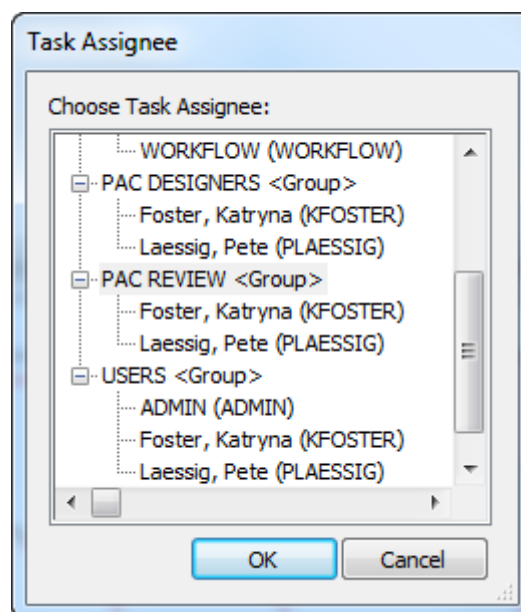 Task Assignee
Choose Task Assignee:
WORKFLOW (WORKFLOW)
PAC DESIGNERS <Group>
Foster, Katryna (KFOSTER)
Laessig, Pete (PLAESSIG)
PAC REVIEW <Group>
Foster, Katryna (KFOSTER)
Laessig, Pete (PLAESSIG)
USERS <Group>
ADMIN (ADMIN)
Foster, Katryna (KFOSTER)
Laessig, Pete (PLAESSIG)
OK Cancel